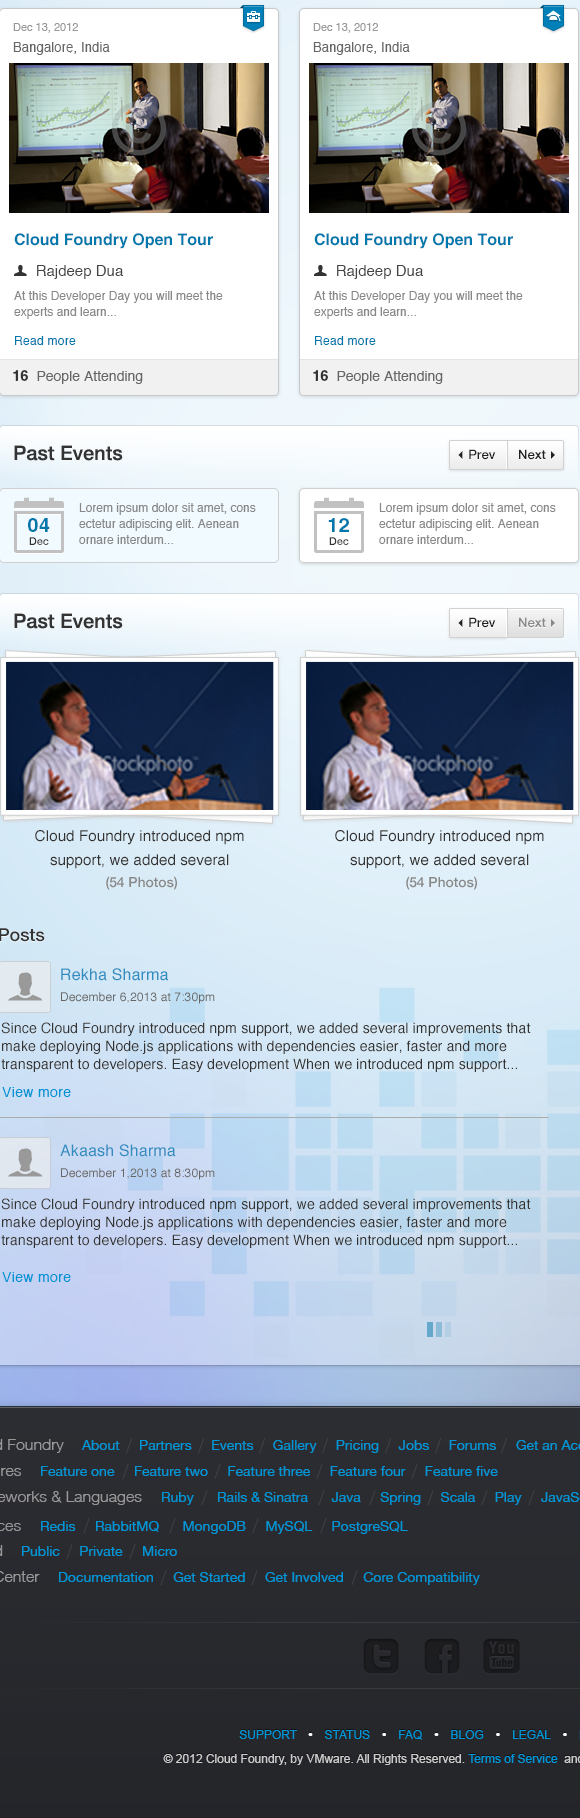 Dec 13, 2012
Bangalore, India
Cloud Foundry Open Tour
Rajdeep Dua
At this Developer Day you will meet the
experts and learn...
Read more
16 People Attending
Dec 13, 2012
Bangalore, India
Cloud Foundry Open Tour
Rajdeep Dua
At this Developer Day you will meet the
experts and learn...
Read more
16 People Attending
Past Events
Prev Next
04
Dec
Lorem ipsum dolor sit amet, cons
ectetur adipiscing elit. Aenean
ornare interdum...
12
Dec
Lorem ipsum dolor sit amet, cons
ectetur adipiscing elit. Aenean
ornare interdum...
Past Events
Prev Next
iStockphoto
Cloud Foundry introduced npm
support, we added several
(54 Photos)
iStockphoto
Cloud Foundry introduced npm
support, we added several
(54 Photos)
Posts
Rekha Sharma
December 6,2013 at 7:30pm
Since Cloud Foundry introduced npm support, we added several improvements that
make deploying Node.js applications with dependencies easier, faster and more
transparent to developers. Easy development When we introduced npm support...
View more
Akaash Sharma
December 1,2013 at 8:30pm
Since Cloud Foundry introduced npm support, we added several improvements that
make deploying Node.js applications with dependencies easier, faster and more
transparent to developers. Easy development When we introduced npm support...
View more
d Foundry About / Partners / Events / Gallery / Pricing / Jobs / Forums / Get an Acc
res Feature one / Feature two / Feature three / Feature four / Feature five
eworks & Languages Ruby / Rails & Sinatra / Java / Spring / Scala / Play / JavaS
ces Redis / RabbitMQ / MongoDB / MySQL / PostgreSQL
d Public / Private / Micro
Center Documentation / Get Started / Get Involved / Core Compatibility
You Tube
SUPPORT • STATUS • FAQ • BLOG • LEGAL •
© 2012 Cloud Foundry, by VMware. All Rights Reserved. Terms of Service and